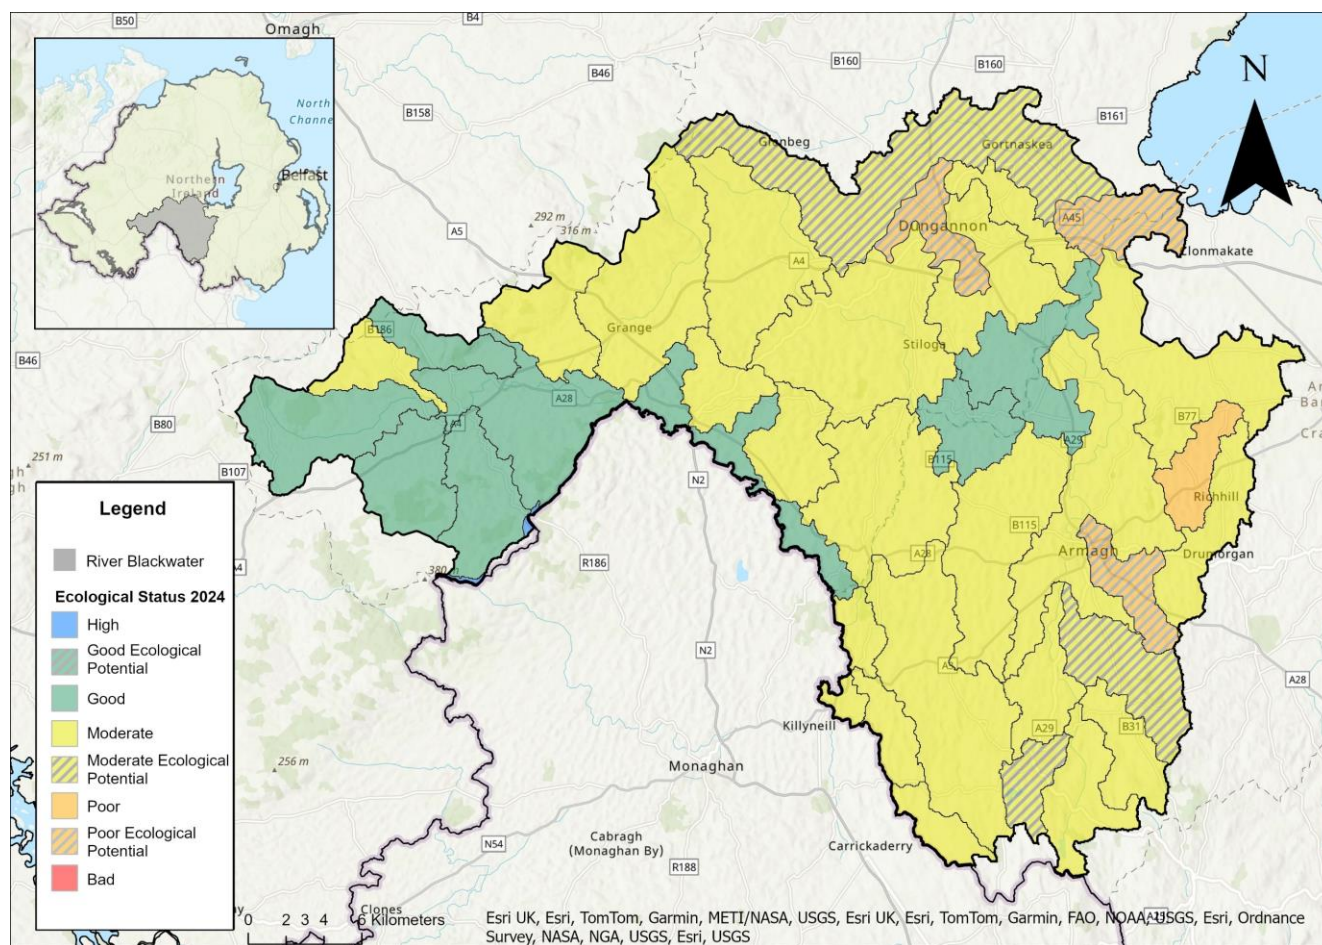 B50
Omagh
B4
B46
B158
B160
B160
B161
North
Channe
Northern
Ireland
Belfast
N
Glenbeg
Gortnaskea
292 m
316 m
A5
A4
Dungannon
A45
Clonmakate
B46
B186
Grange
Stiloga
A28
A4
B80
B77
251 m
B107
B115
A29
N2
Richhill
B115
Armagh
Drumorgan
A28
R186
A4
380 m
N2
A3
A28
Killyneill
A29
B31
256 m
Monaghan
N54
Cabragh
(Monaghan By)
R188
Carrickaderry
Clones
Legend
River Blackwater
Ecological Status 2024
High
Good Ecological
Potential
Good
Moderate
Moderate Ecological
Potential
Poor
Poor Ecological
Potential
Bad
0 2 3 4 6 Kilometers
Esri UK, Esri, TomTom, Garmin, METI/NASA, USGS, Esri UK, Esri, TomTom, Garmin, FAO, NOAA, USGS, Esri, Ordnance
Survey, NASA, NGA, USGS, Esri, USGS